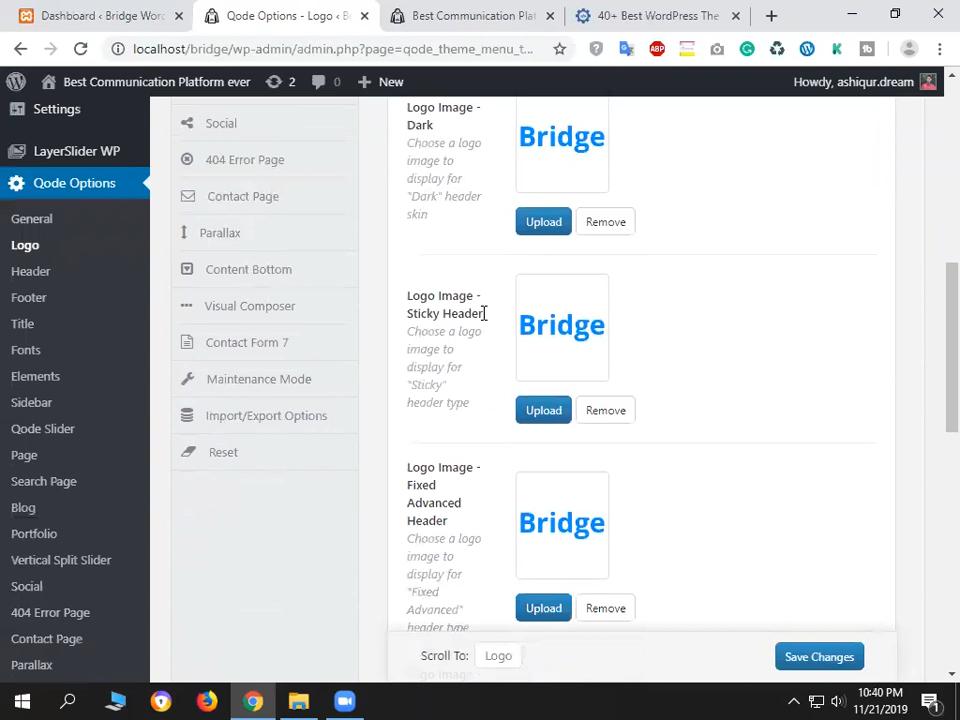 Dashboard ‹ Bridge Wor
Qode Options - Logo ‹ B
Best Communication Pla
40+ Best WordPress The
localhost/bridge/wp-admin/admin.php?page=qode_theme_menu_t...
ABP
Best Communication Platform ever
2
0
New
Howdy, ashiqur.dream
Settings
LayerSlider WP
Qode Options
General
Logo
Header
Footer
Title
Fonts
Elements
Sidebar
Qode Slider
Page
Search Page
Blog
Portfolio
Vertical Split Slider
Social
404 Error Page
Contact Page
Parallax
Social
404 Error Page
Contact Page
Parallax
Content Bottom
Visual Composer
Contact Form 7
Maintenance Mode
Import/Export Options
Reset
Logo Image -
Dark
Choose a logo
image to
display for
"Dark" header
skin
Bridge
Upload
Remove
Logo Image -
Sticky Header
Choose a logo
image to
display for
"Sticky"
header type
Bridge
Upload
Remove
Logo Image -
Fixed
Advanced
Header
Choose a logo
image to
display for
"Fixed
Advanced"
header type
Bridge
Upload
Remove
Scroll To:
Logo
Save Changes
10:40 PM
11/21/2019
1